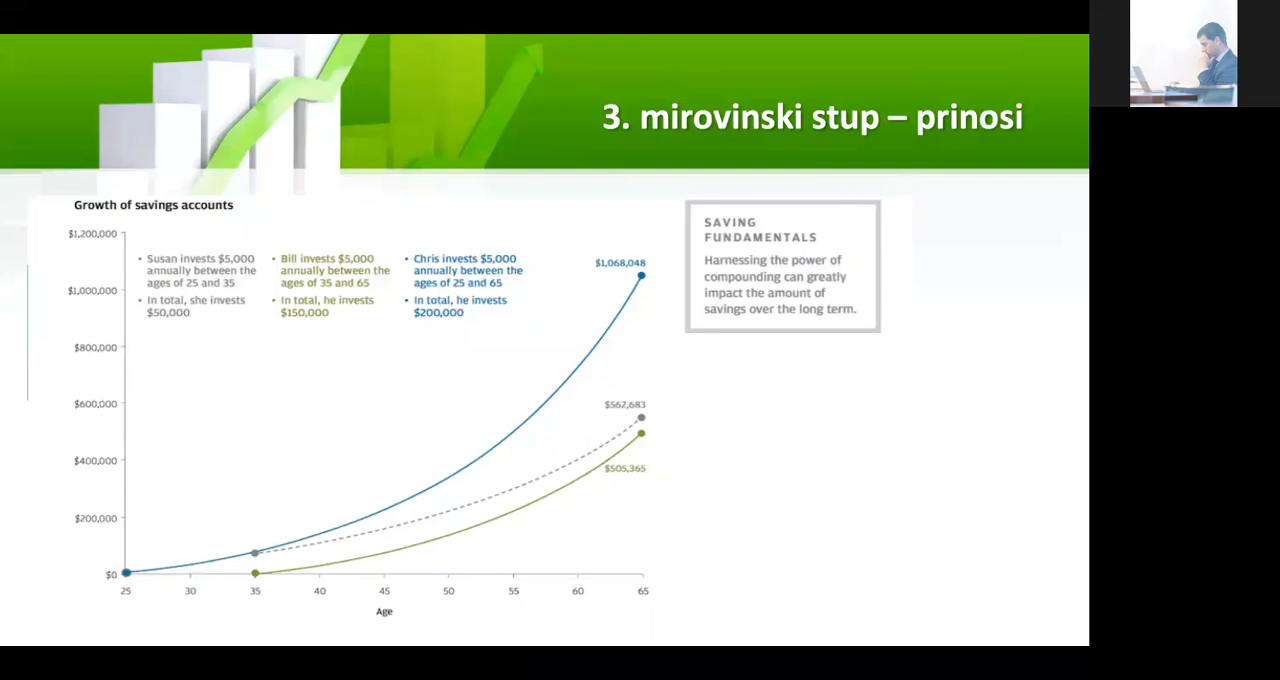 3. mirovinski stup – prinosi
Growth of savings accounts
$1,200,000
$1,000,000
$800,000
$600,000
$400,000
$200,000
$0
• Susan invests $5,000
annually between the
ages of 25 and 35
• In total, she invests
$50,000
• Bill invests $5,000
annually between the
ages of 35 and 65
• In total, he invests
$150,000
• Chris invests $5,000
annually between the
ages of 25 and 65
• In total, he invests
$200,000
$1,068,048
$562,683
$505,365
25 30 35 40 45 50 55 60 65
Age
SAVING
FUNDAMENTALS
Harnessing the power of
compounding can greatly
impact the amount of
savings over the long term.